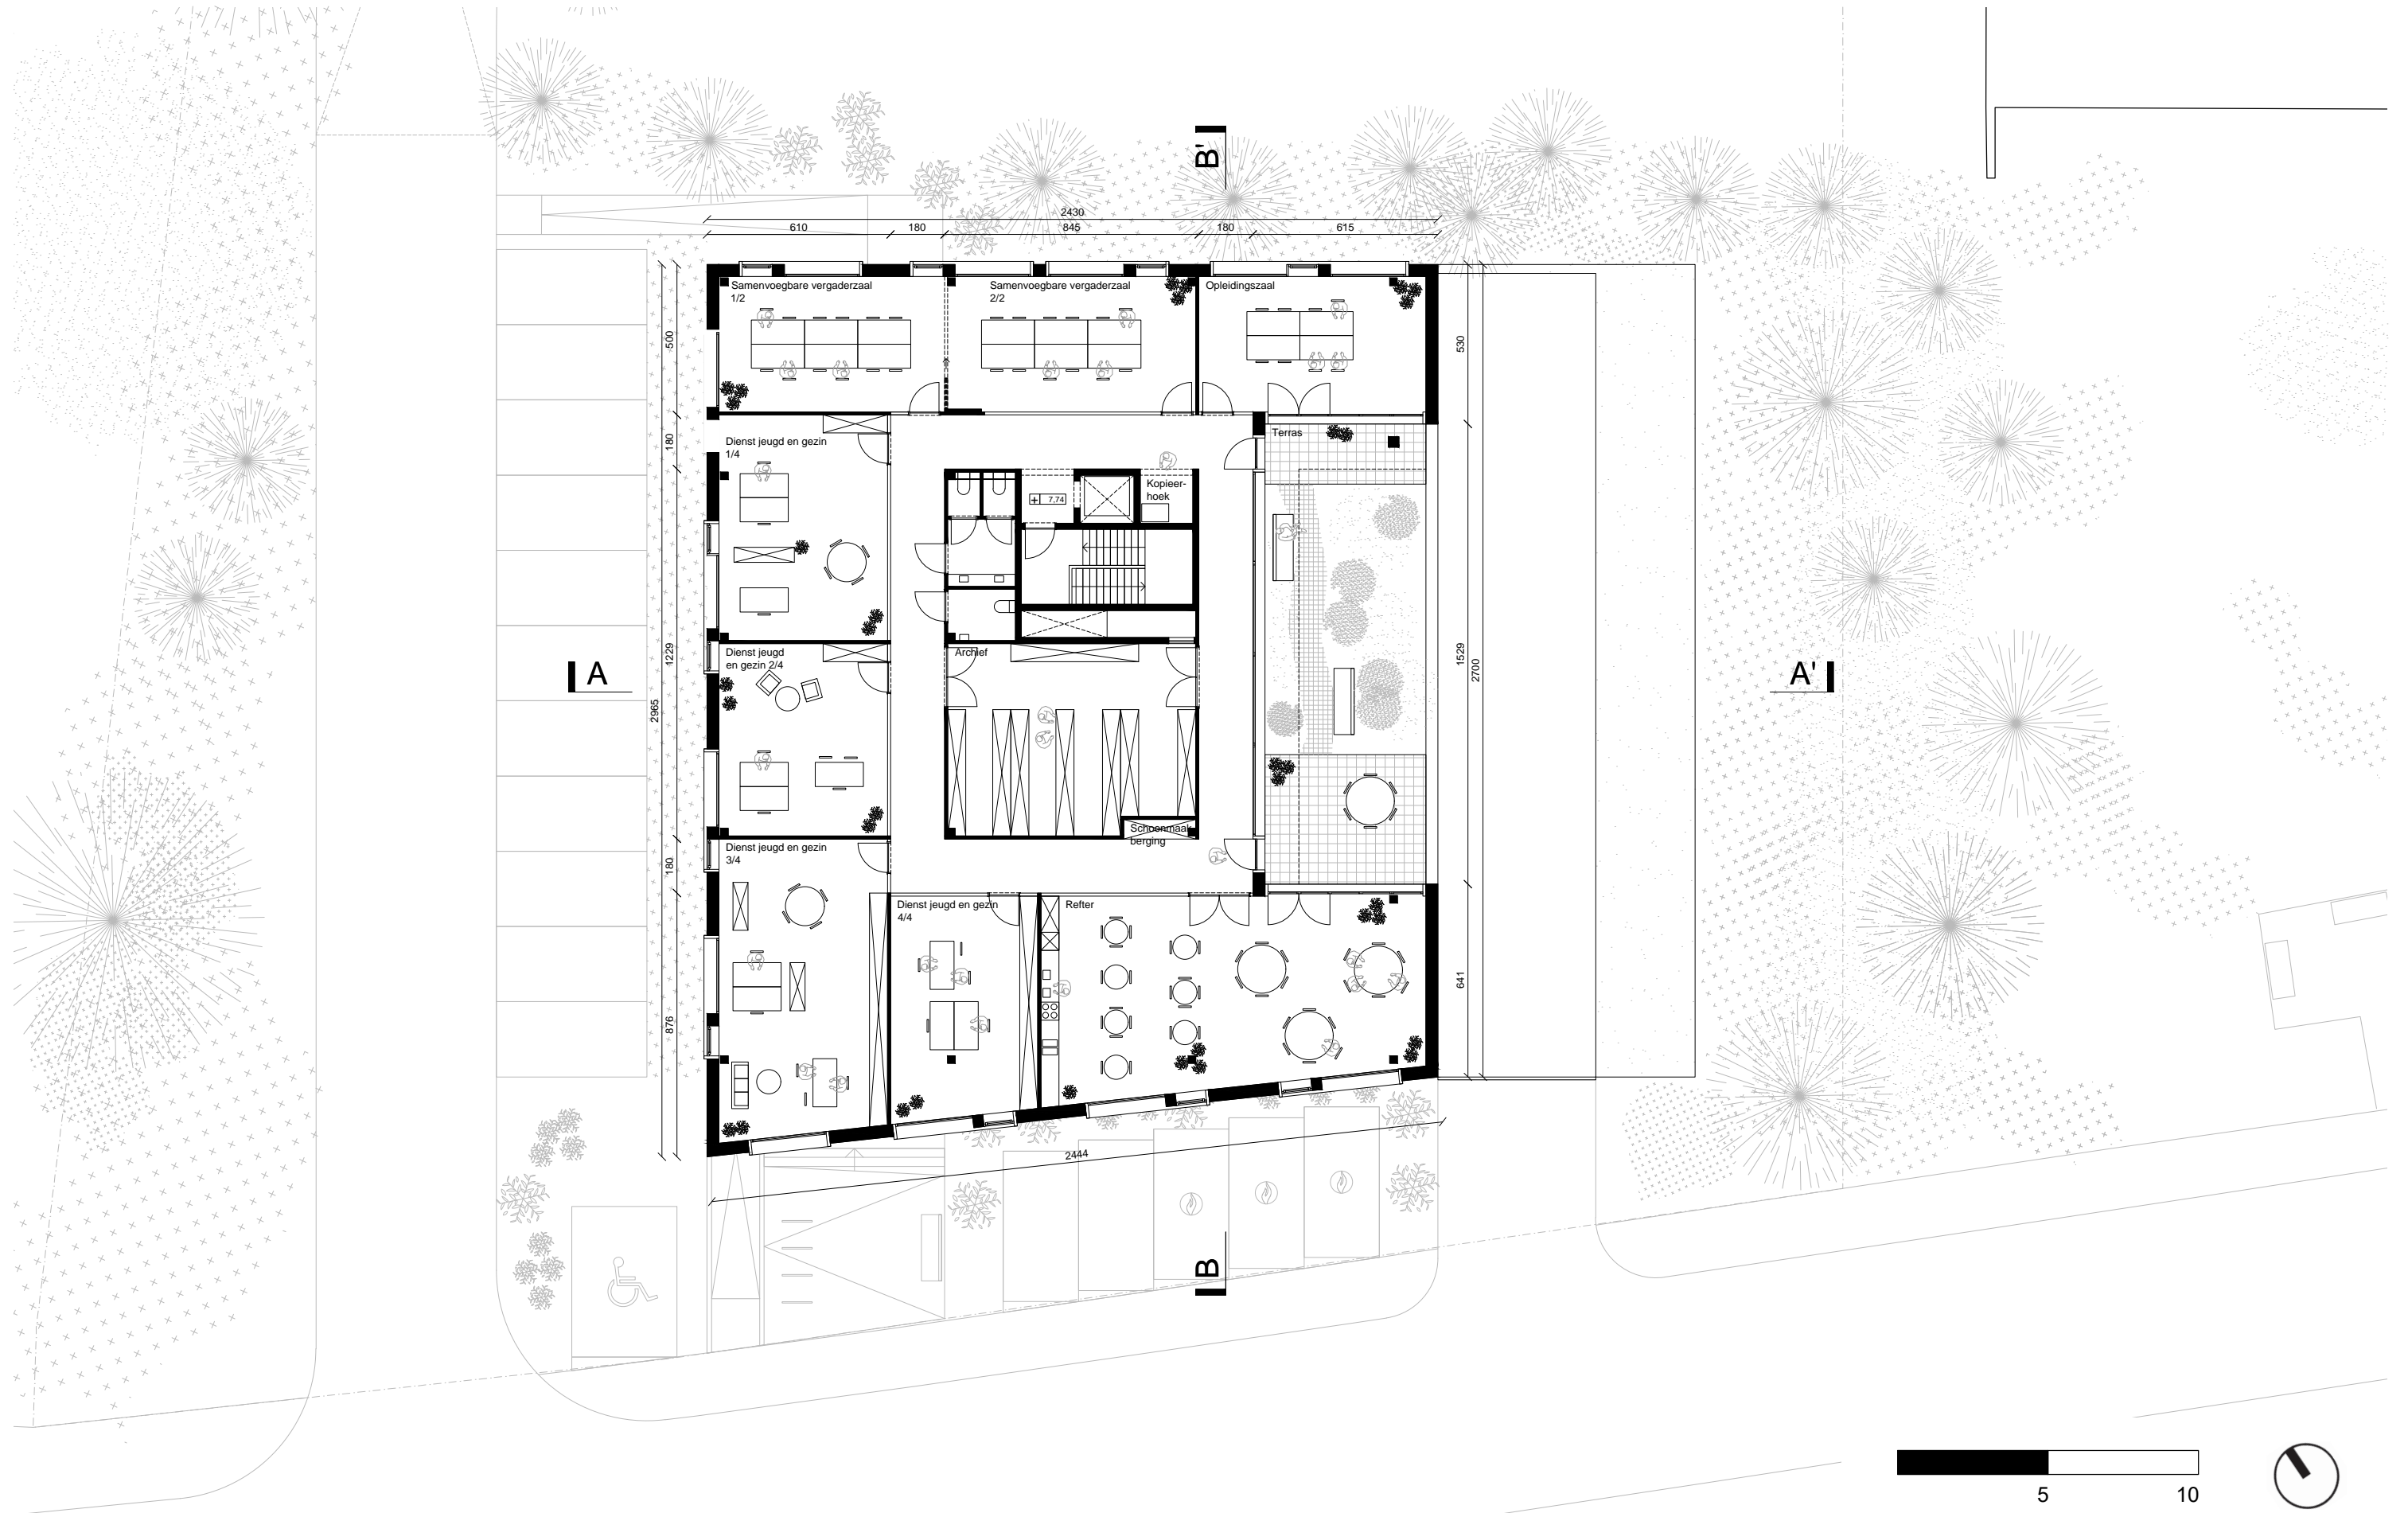 B'
2430
610 180 845 180 615
Samenvoegbare vergaderzaal
1/2
Samenvoegbare vergaderzaal
2/2
Opleidingszaal
500
530
180
Dienst jeugd en gezin
1/4
Terras
Kopieer-
hoek
+ 7,74
1229
2965
Dienst jeugd
en gezin 2/4
Archief
1529
2700
A
A'
Schoonmaak
berging
180
Dienst jeugd en gezin
3/4
Dienst jeugd en gezin
4/4
Refter
876
641
2444
B
5 10